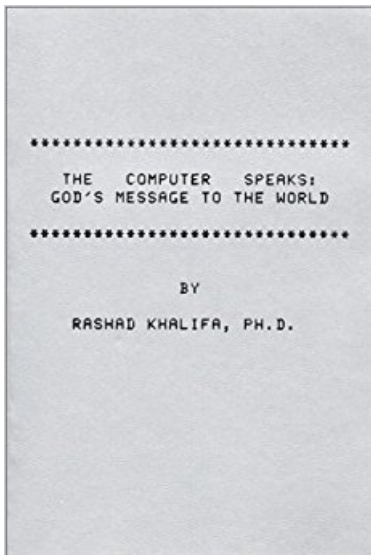 ******************************
THE COMPUTER SPEAKS:
GOD'S MESSAGE TO THE WORLD
******************************
BY
RASHAD KHALIFA, PH.D.